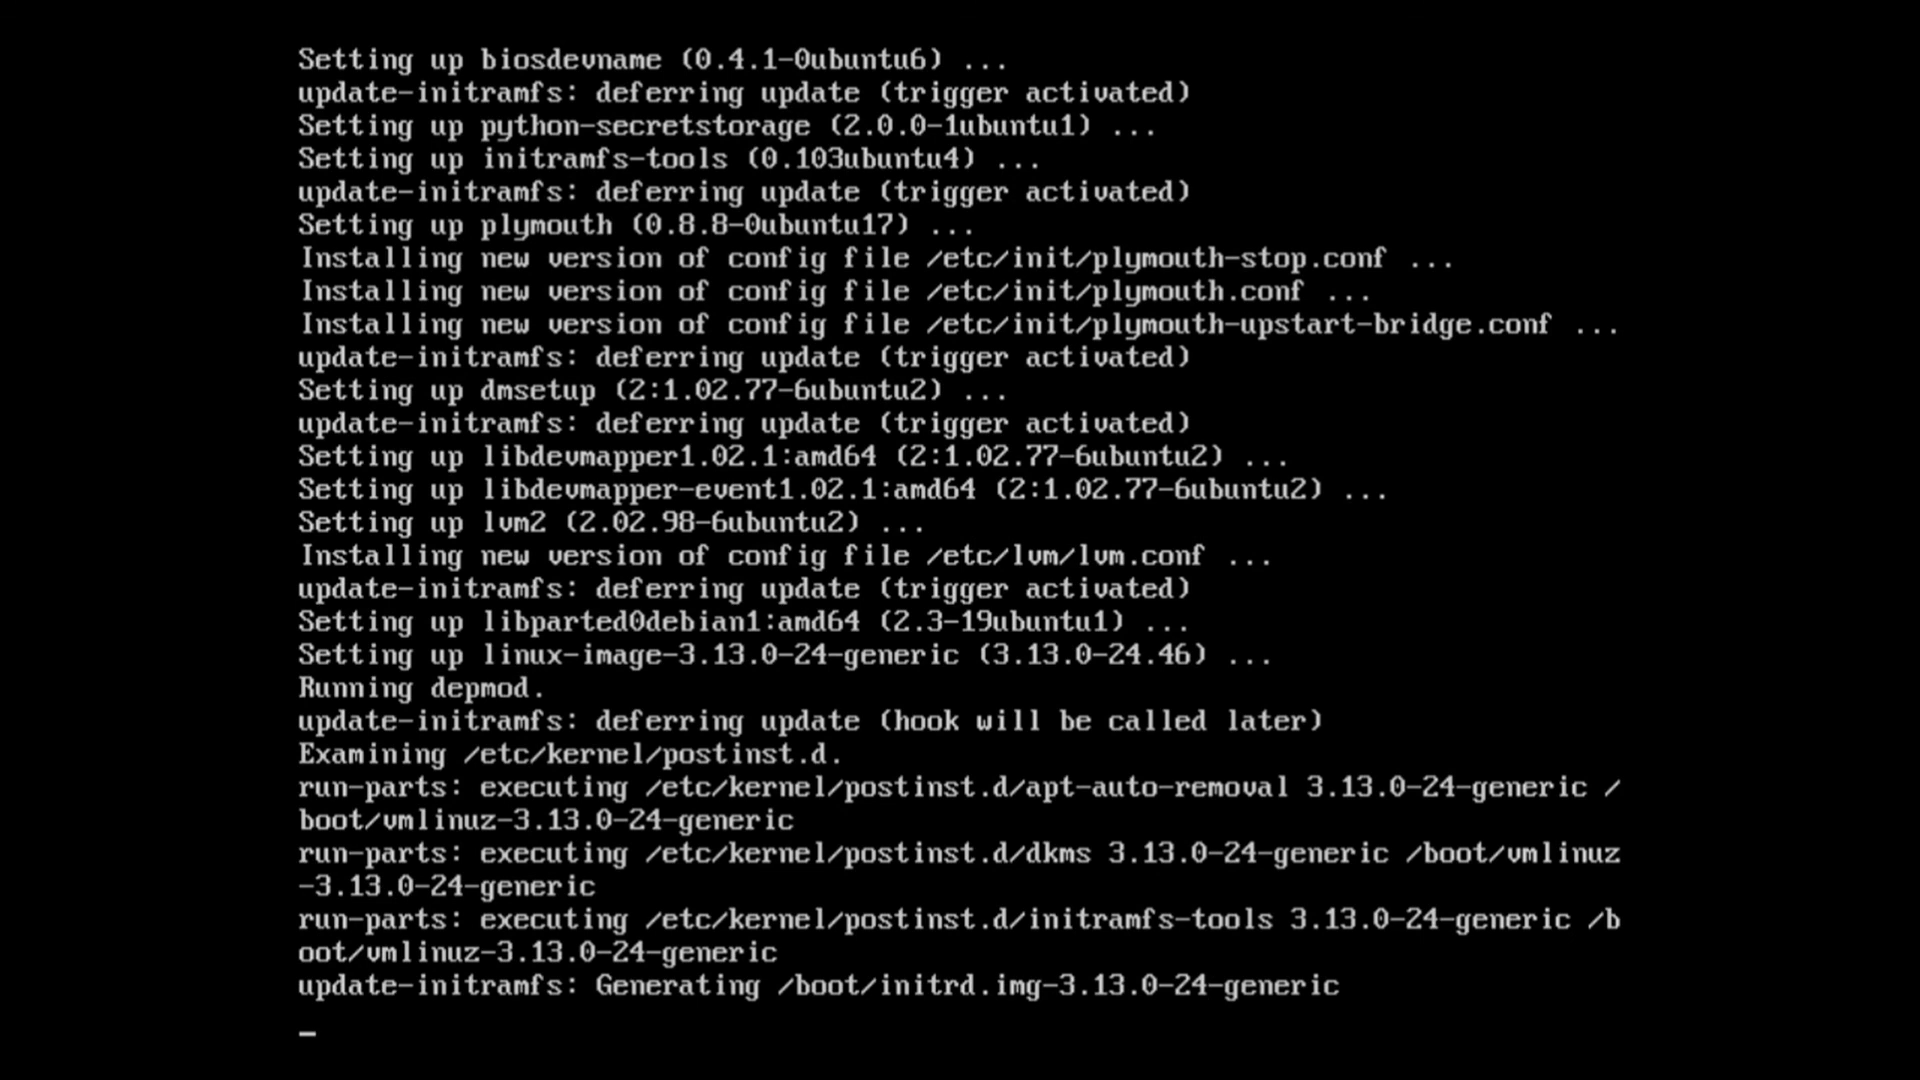 Setting up biosdevname (0.4.1-0ubuntu6) ...
update-initramfs: deferring update (trigger activated)
Setting up python-secretstorage (2.0.0-1ubuntu1) ...
Setting up initramfs-tools (0.103ubuntu4) ...
update-initramfs: deferring update (trigger activated)
Setting up plymouth (0.8.8-0ubuntu17) ...
Installing new version of config file /etc/init/plymouth-stop.conf ...
Installing new version of config file /etc/init/plymouth.conf ...
Installing new version of config file /etc/init/plymouth-upstart-bridge.conf ...
update-initramfs: deferring update (trigger activated)
Setting up dmsetup (2:1.02.77-6ubuntu2) ...
update-initramfs: deferring update (trigger activated)
Setting up libdevmapper1.02.1:amd64 (2:1.02.77-6ubuntu2) ...
Setting up libdevmapper-event1.02.1:amd64 (2:1.02.77-6ubuntu2) ...
Setting up lvm2 (2.02.98-6ubuntu2) ...
Installing new version of config file /etc/lvm/lvm.conf ...
update-initramfs: deferring update (trigger activated)
Setting up libparted0debian1:amd64 (2.3-19ubuntu1) ...
Setting up linux-image-3.13.0-24-generic (3.13.0-24.46) ...
Running depmod.
update-initramfs: deferring update (hook will be called later)
Examining /etc/kernel/postinst.d.
run-parts: executing /etc/kernel/postinst.d/apt-auto-removal 3.13.0-24-generic /
boot/vmlinuz-3.13.0-24-generic
run-parts: executing /etc/kernel/postinst.d/dkms 3.13.0-24-generic /boot/vmlinuz
-3.13.0-24-generic
run-parts: executing /etc/kernel/postinst.d/initramfs-tools 3.13.0-24-generic /b
oot/vmlinuz-3.13.0-24-generic
update-initramfs: Generating /boot/initrd.img-3.13.0-24-generic